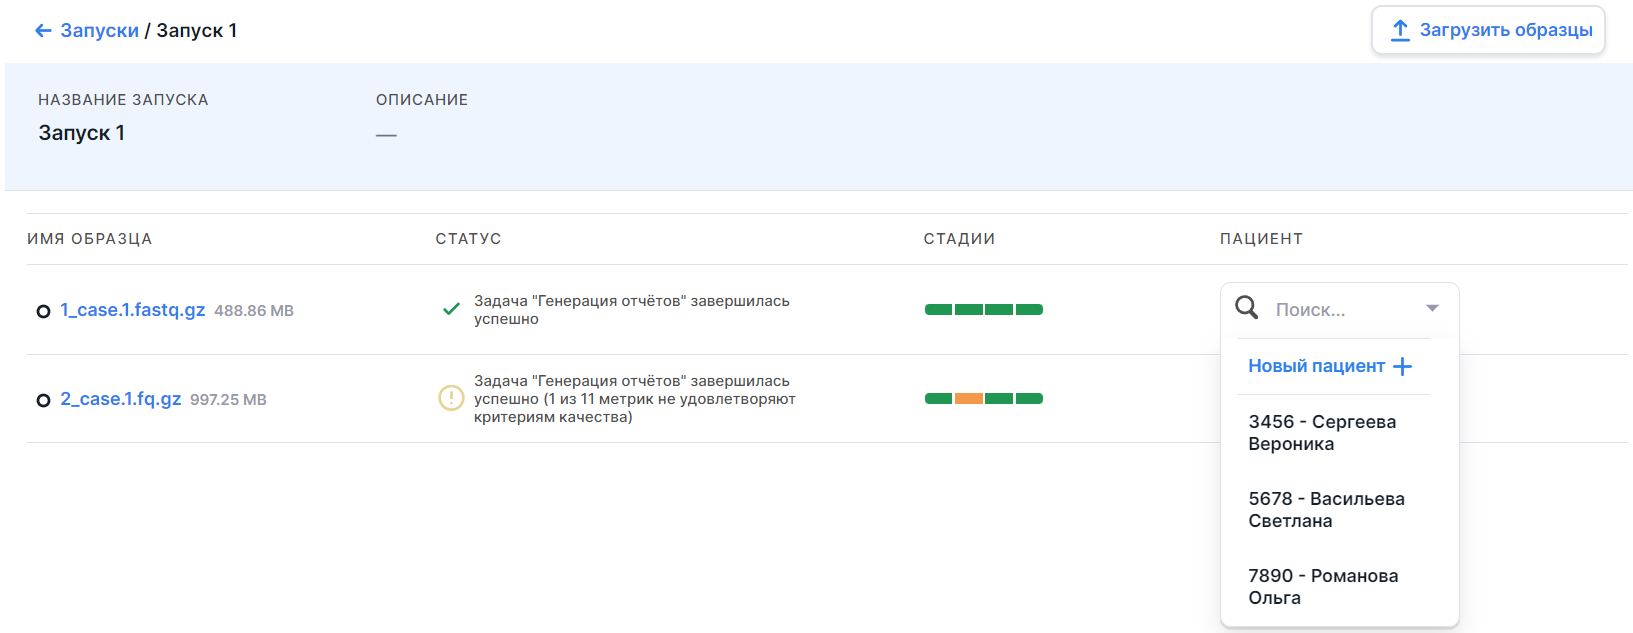 Запуски / Запуск 1
Загрузить образцы
НАЗВАНИЕ ЗАПУСКА
ОПИСАНИЕ
Запуск 1
—
ИМЯ ОБРАЗЦА
СТАТУС
СТАДИИ
ПАЦИЕНТ
1_case.1.fastq.gz 488.86 MB
Задача "Генерация отчётов" завершилась
успешно
Поиск...
Новый пациент
2_case.1.fq.gz 997.25 MB
Задача "Генерация отчётов" завершилась
успешно (1 из 11 метрик не удовлетворяют
критериям качества)
3456 - Сергеева
Вероника
5678 - Васильева
Светлана
7890 - Романова
Ольга